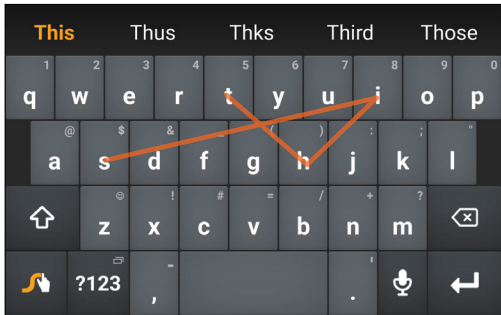 This Thus Thks Third Those
1 2 3 4 5 6 7 8 9 0
q w e r t y u i o p
@ $ & _ ( ) : ; "
a s d f g h j k l
! # = / + ?
z x c v b n m
?123 , .